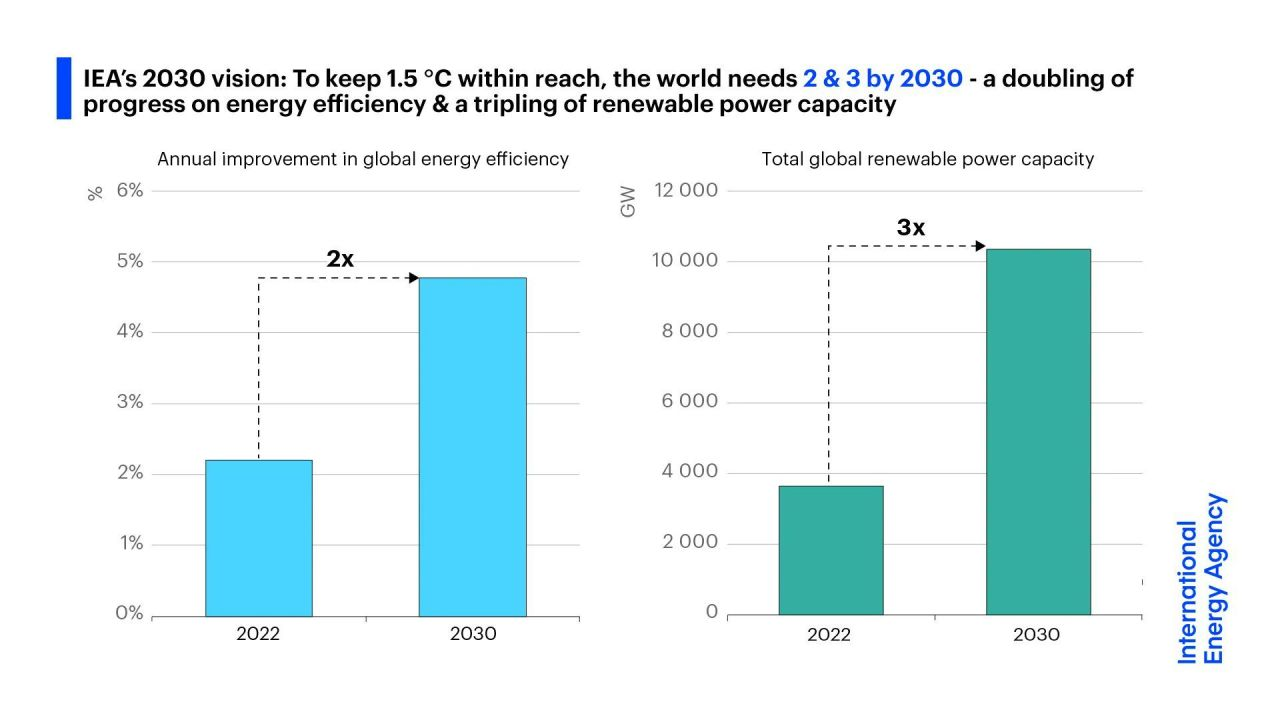 IEA’s 2030 vision: To keep 1.5 °C within reach, the world needs 2 & 3 by 2030 - a doubling of
progress on energy efficiency & a tripling of renewable power capacity
Annual improvement in global energy efficiency
%
6%
5%
4%
3%
2%
1%
0%
2x
2022
2030
Total global renewable power capacity
GW
12 000
10 000
8 000
6 000
4 000
2 000
0
3x
2022
2030
International
Energy Agency